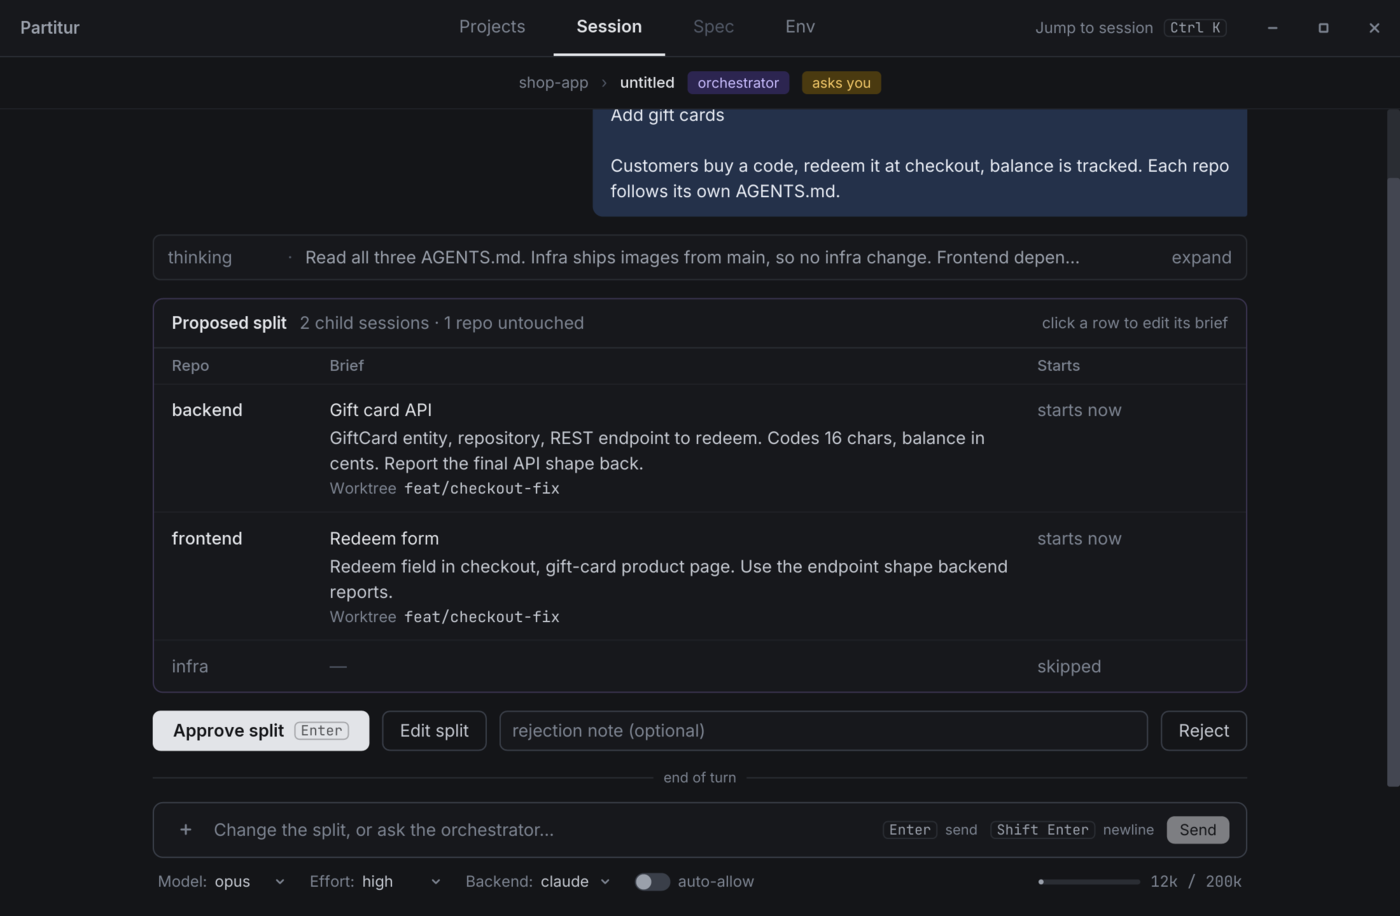 Partitur
Projects
Session
Spec
Env
Jump to session Ctrl K
shop-app › untitled orchestrator asks you
Add gift cards
Customers buy a code, redeem it at checkout, balance is tracked. Each repo
follows its own AGENTS.md.
thinking · Read all three AGENTS.md. Infra ships images from main, so no infra change. Frontend depen... expand
Proposed split 2 child sessions · 1 repo untouched click a row to edit its brief
Repo Brief Starts
backend Gift card API starts now
GiftCard entity, repository, REST endpoint to redeem. Codes 16 chars, balance in
cents. Report the final API shape back.
Worktree feat/checkout-fix
frontend Redeem form starts now
Redeem field in checkout, gift-card product page. Use the endpoint shape backend
reports.
Worktree feat/checkout-fix
infra — skipped
Approve split Enter Edit split rejection note (optional) Reject
end of turn
+ Change the split, or ask the orchestrator... Enter send Shift Enter newline Send
Model: opus Effort: high Backend: claude auto-allow 12k / 200k